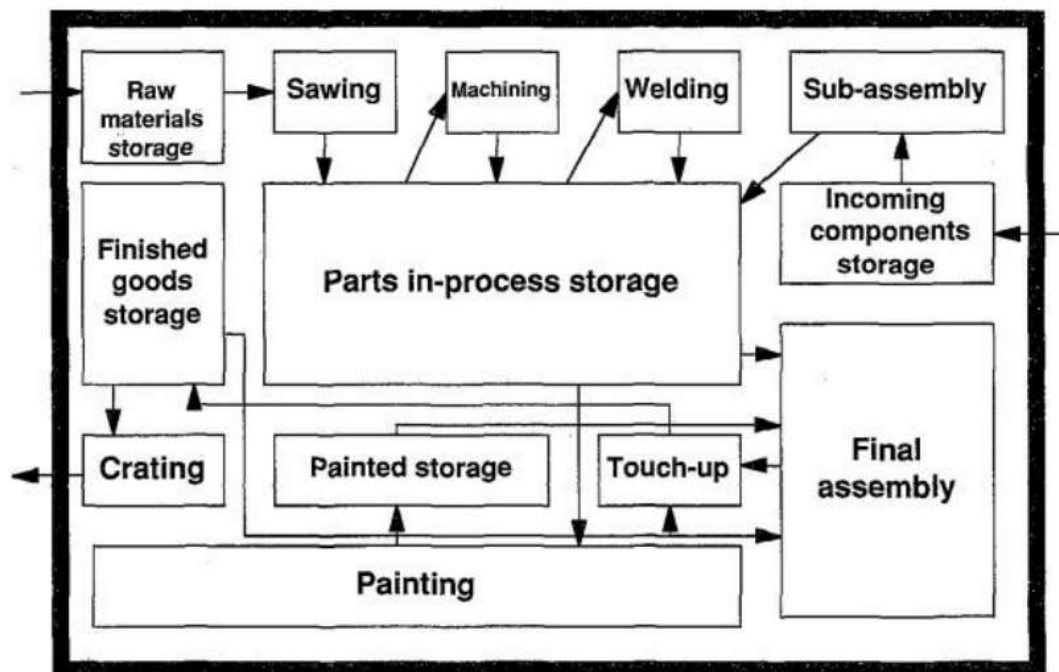 Raw
materials
storage
Sawing
Machining
Welding
Sub-assembly
Finished
goods
storage
Parts in-process storage
Incoming
components
storage
Crating
Painted storage
Touch-up
Final
assembly
Painting